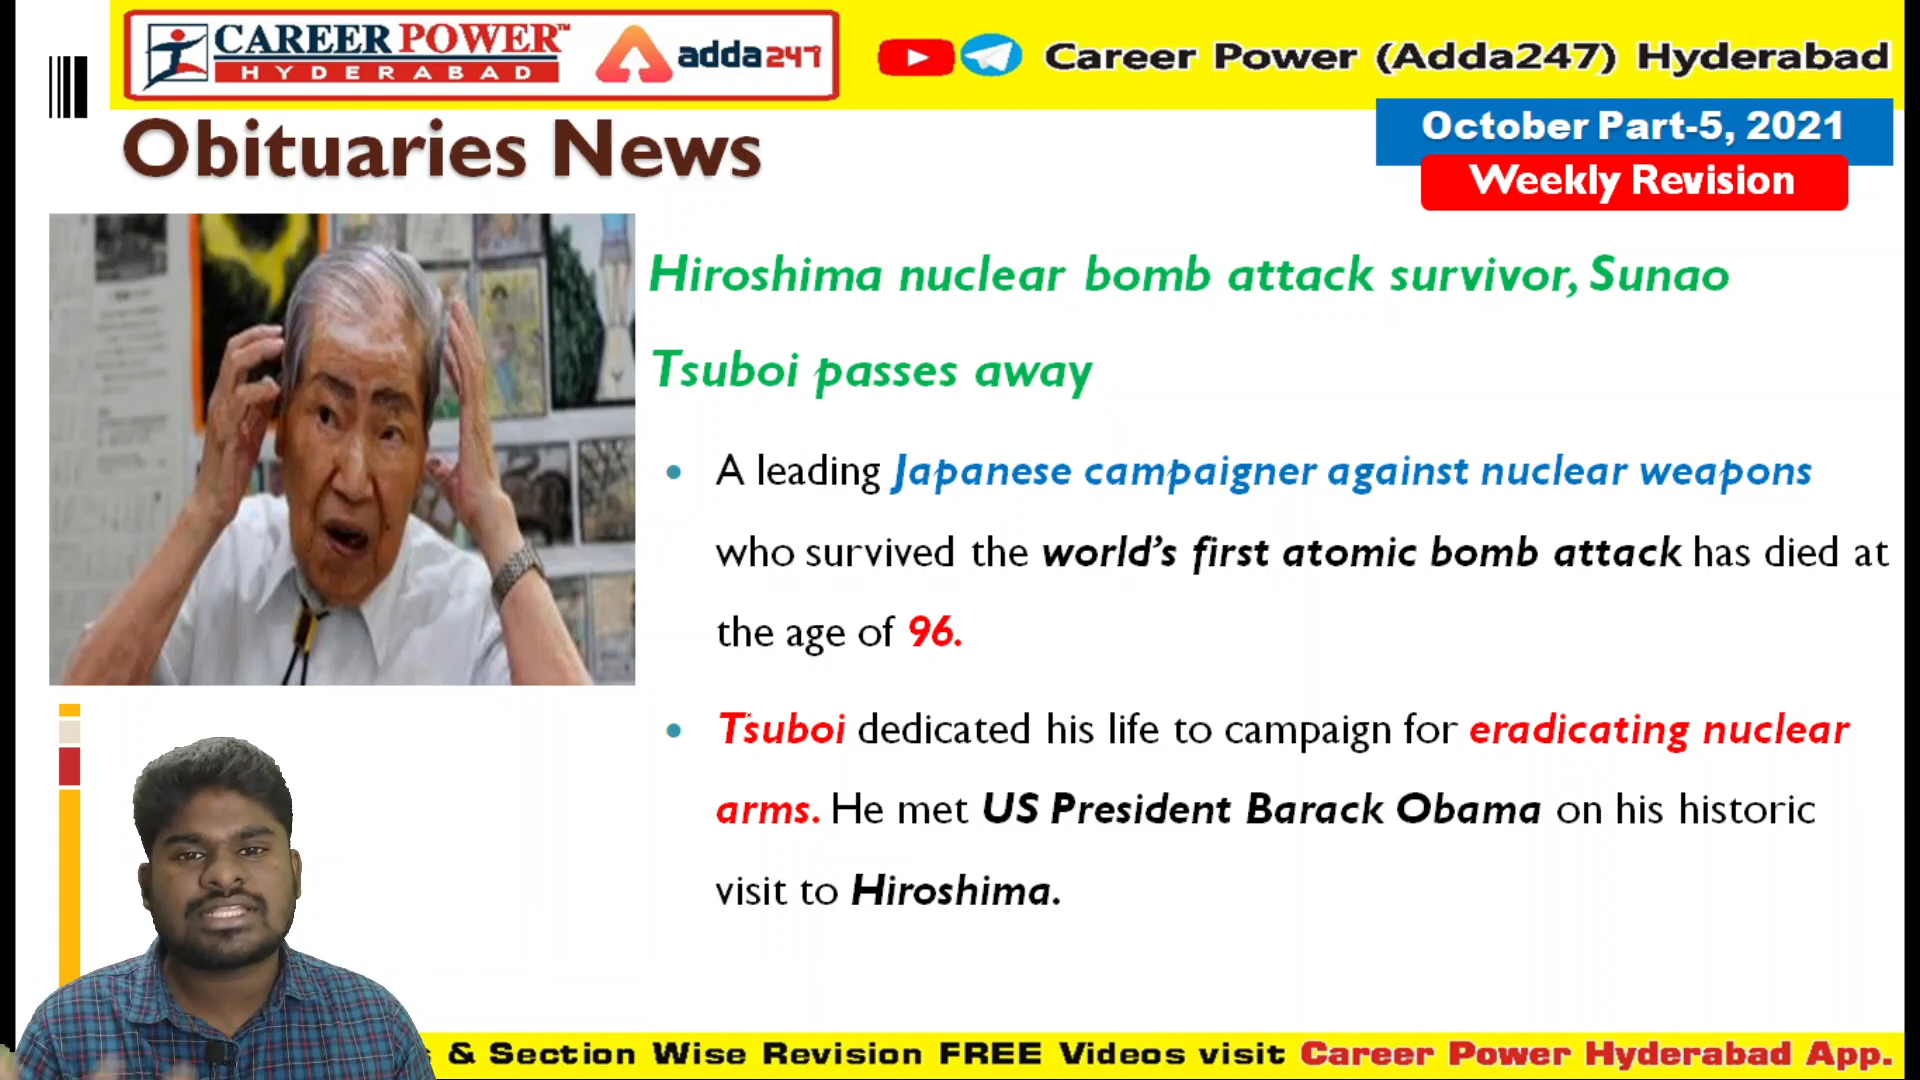 CAREER POWER™
HYDERABAD
adda247
Career Power (Adda247) Hyderabad
Obituaries News
October Part-5, 2021
Weekly Revision
Hiroshima nuclear bomb attack survivor, Sunao
Tsuboi passes away
• A leading Japanese campaigner against nuclear weapons
who survived the world's first atomic bomb attack has died at
the age of 96.
• Tsuboi dedicated his life to campaign for eradicating nuclear
arms. He met US President Barack Obama on his historic
visit to Hiroshima.
& Section Wise Revision FREE Videos visit Career Power Hyderabad App.